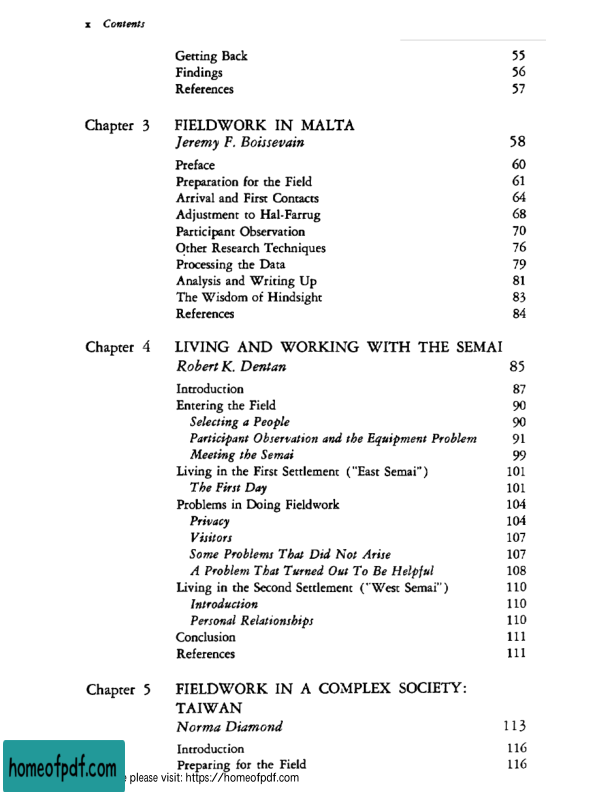 x Contents
Getting Back 55
Findings 56
References 57
Chapter 3 FIELDWORK IN MALTA
Jeremy F. Boissevain 58
Preface 60
Preparation for the Field 61
Arrival and First Contacts 64
Adjustment to Hal-Farrug 68
Participant Observation 70
Other Research Techniques 76
Processing the Data 79
Analysis and Writing Up 81
The Wisdom of Hindsight 83
References 84
Chapter 4 LIVING AND WORKING WITH THE SEMAI
Robert K. Dentan 85
Introduction 87
Entering the Field 90
Selecting a People 90
Participant Observation and the Equipment Problem 91
Meeting the Semai 99
Living in the First Settlement ("East Semai") 101
The First Day 101
Problems in Doing Fieldwork 104
Privacy 104
Visitors 107
Some Problems That Did Not Arise 107
A Problem That Turned Out To Be Helpful 108
Living in the Second Settlement ("West Semai") 110
Introduction 110
Personal Relationships 110
Conclusion 111
References 111
Chapter 5 FIELDWORK IN A COMPLEX SOCIETY:
TAIWAN
Norma Diamond 113
Introduction 116
Preparing for the Field 116
homeofpdf.com
please visit: https://homeofpdf.com